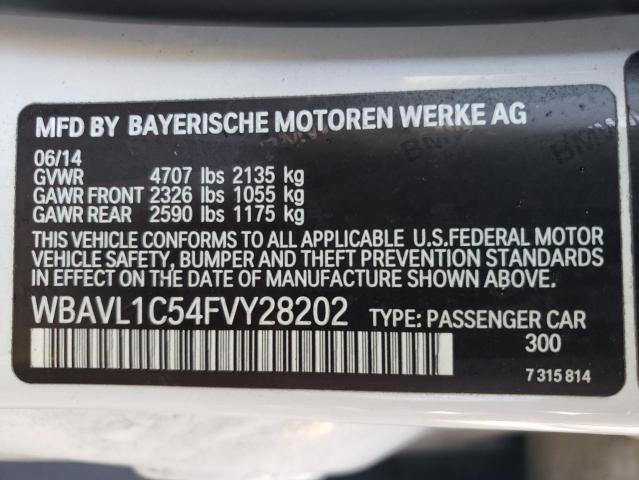 MFD BY BAYERISCHE MOTOREN WERKE AG
06/14
GVWR 4707 lbs 2135 kg
GAWR FRONT 2326 lbs 1055 kg
GAWR REAR 2590 lbs 1175 kg
THIS VEHICLE CONFORMS TO ALL APPLICABLE U.S.FEDERAL MOTOR
VEHICLE SAFETY, BUMPER AND THEFT PREVENTION STANDARDS
IN EFFECT ON THE DATE OF MANUFACTURE SHOWN ABOVE.
WBAVL1C54FVY28202 TYPE: PASSENGER CAR
300
7 315 814